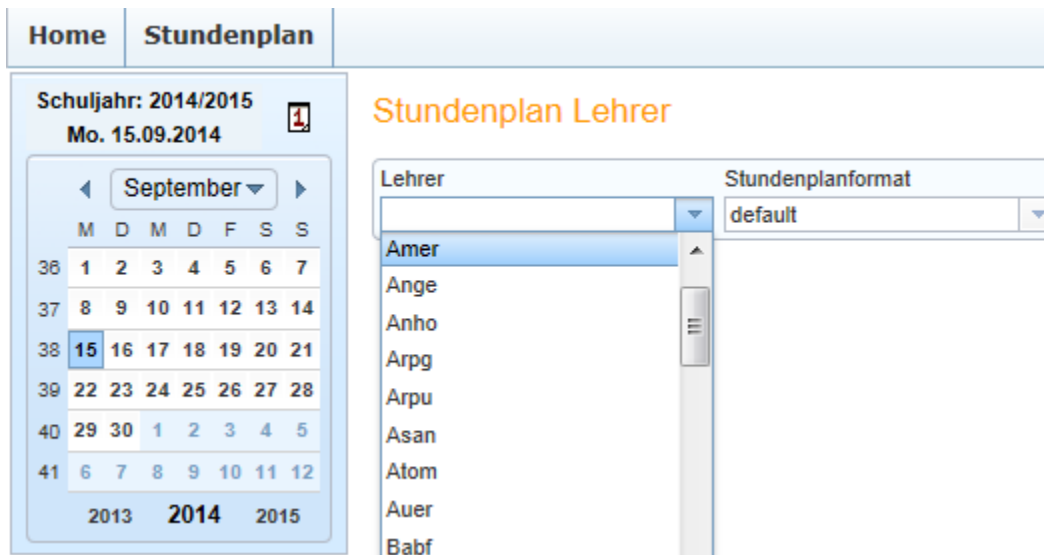 Home Stundenplan
Schuljahr: 2014/2015
Mo. 15.09.2014
1
September
M D M D F S S
36 1 2 3 4 5 6 7
37 8 9 10 11 12 13 14
38 15 16 17 18 19 20 21
39 22 23 24 25 26 27 28
40 29 30 1 2 3 4 5
41 6 7 8 9 10 11 12
2013 2014 2015
Stundenplan Lehrer
Lehrer Stundenplanformat
default
Amer
Ange
Anho
Arpg
Arpu
Asan
Atom
Auer
Babf